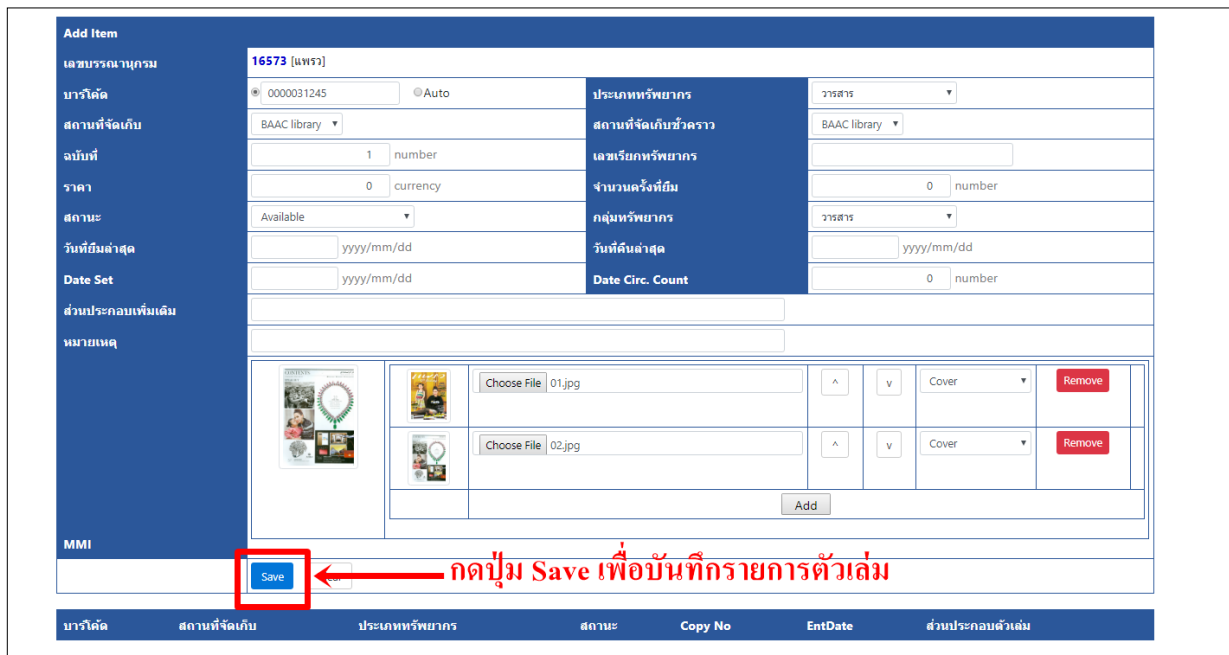 Add Item
เลขบรรณานุกรม 16573 [แพรว]
บาร์โค้ด 0000031245 Auto ประเภททรัพยากร วารสาร
สถานที่จัดเก็บ BAAC library สถานที่จัดเก็บชั่วคราว BAAC library
ฉบับที่ 1 number เลขเรียกทรัพยากร
ราคา 0 currency จำนวนครั้งที่ยืม 0 number
สถานะ Available กลุ่มทรัพยากร วารสาร
วันที่ยืมล่าสุด yyyy/mm/dd วันที่คืนล่าสุด yyyy/mm/dd
Date Set yyyy/mm/dd Date Circ. Count 0 number
ส่วนประกอบเพิ่มเติม
หมายเหตุ
Choose File 01.jpg ^ v Cover Remove
Choose File 02.jpg ^ v Cover Remove
Add
MMI
Save กดปุ่ม Save เพื่อบันทึกรายการตัวเล่ม
บาร์โค้ด สถานที่จัดเก็บ ประเภททรัพยากร สถานะ Copy No EntDate ส่วนประกอบตัวเล่ม